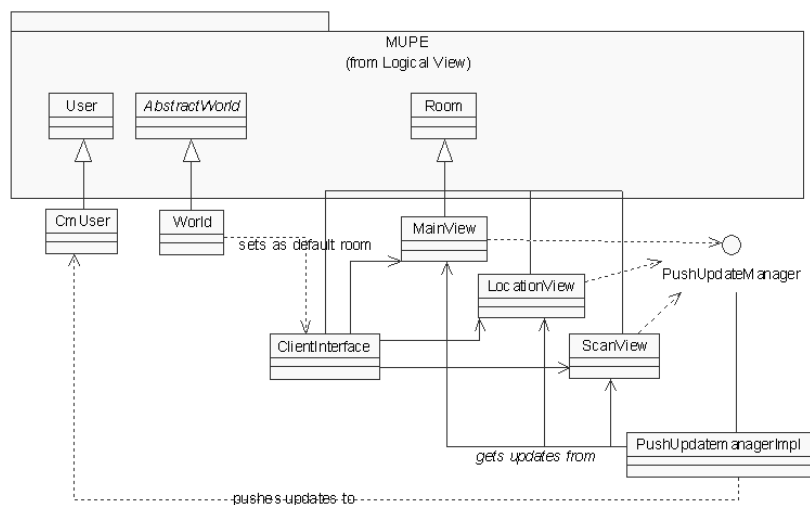 MUPE
(from Logical View)
User
AbstractWorld
Room
CmUser
World
MainView
sets as default room
PushUpdateManager
LocationView
ClientInterface
ScanView
PushUpdatemanagerImpl
gets updates from
pushes updates to